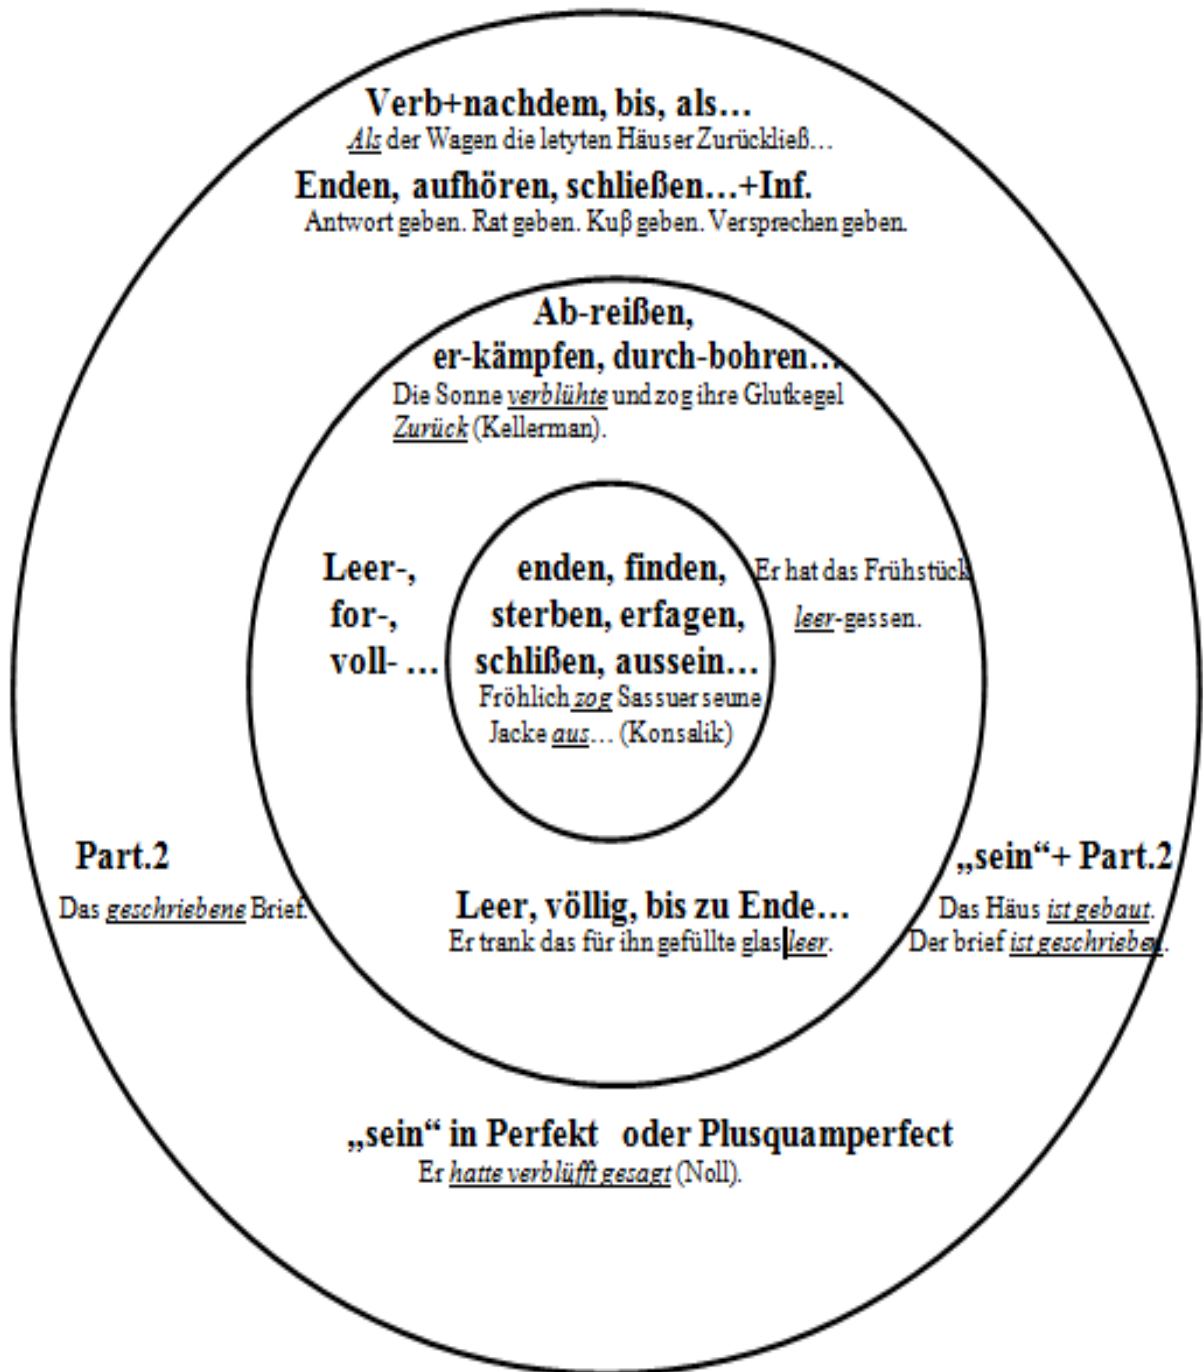 Verb+nachdem, bis, als…
Als der Wagen die letyten Häuser Zurückließ…
Enden, aufhören, schließen…+Inf.
Antwort geben. Rat geben. Kuβ geben. Versprechen geben.
Ab-reißen,
er-kämpfen, durch-bohren…
Die Sonne verblühte und zog ihre Glutkegel
Zurück (Kellerman).
Leer-,
for-,
voll- …
enden, finden,
sterben, erfagen,
schlißen, aussein…
Fröhlich zog Sassuer seune
Jacke aus… (Konsalik)
Er hat das Frühstück
leer-gessen.
Part.2
Das geschriebene Brief.
Leer, völlig, bis zu Ende…
Er trank das für ihn gefüllte glas leer.
„sein“+ Part.2
Das Häus ist gebaut.
Der brief ist geschrieben.
„sein“ in Perfekt oder Plusquamperfect
Er hatte verblüfft gesagt (Noll).